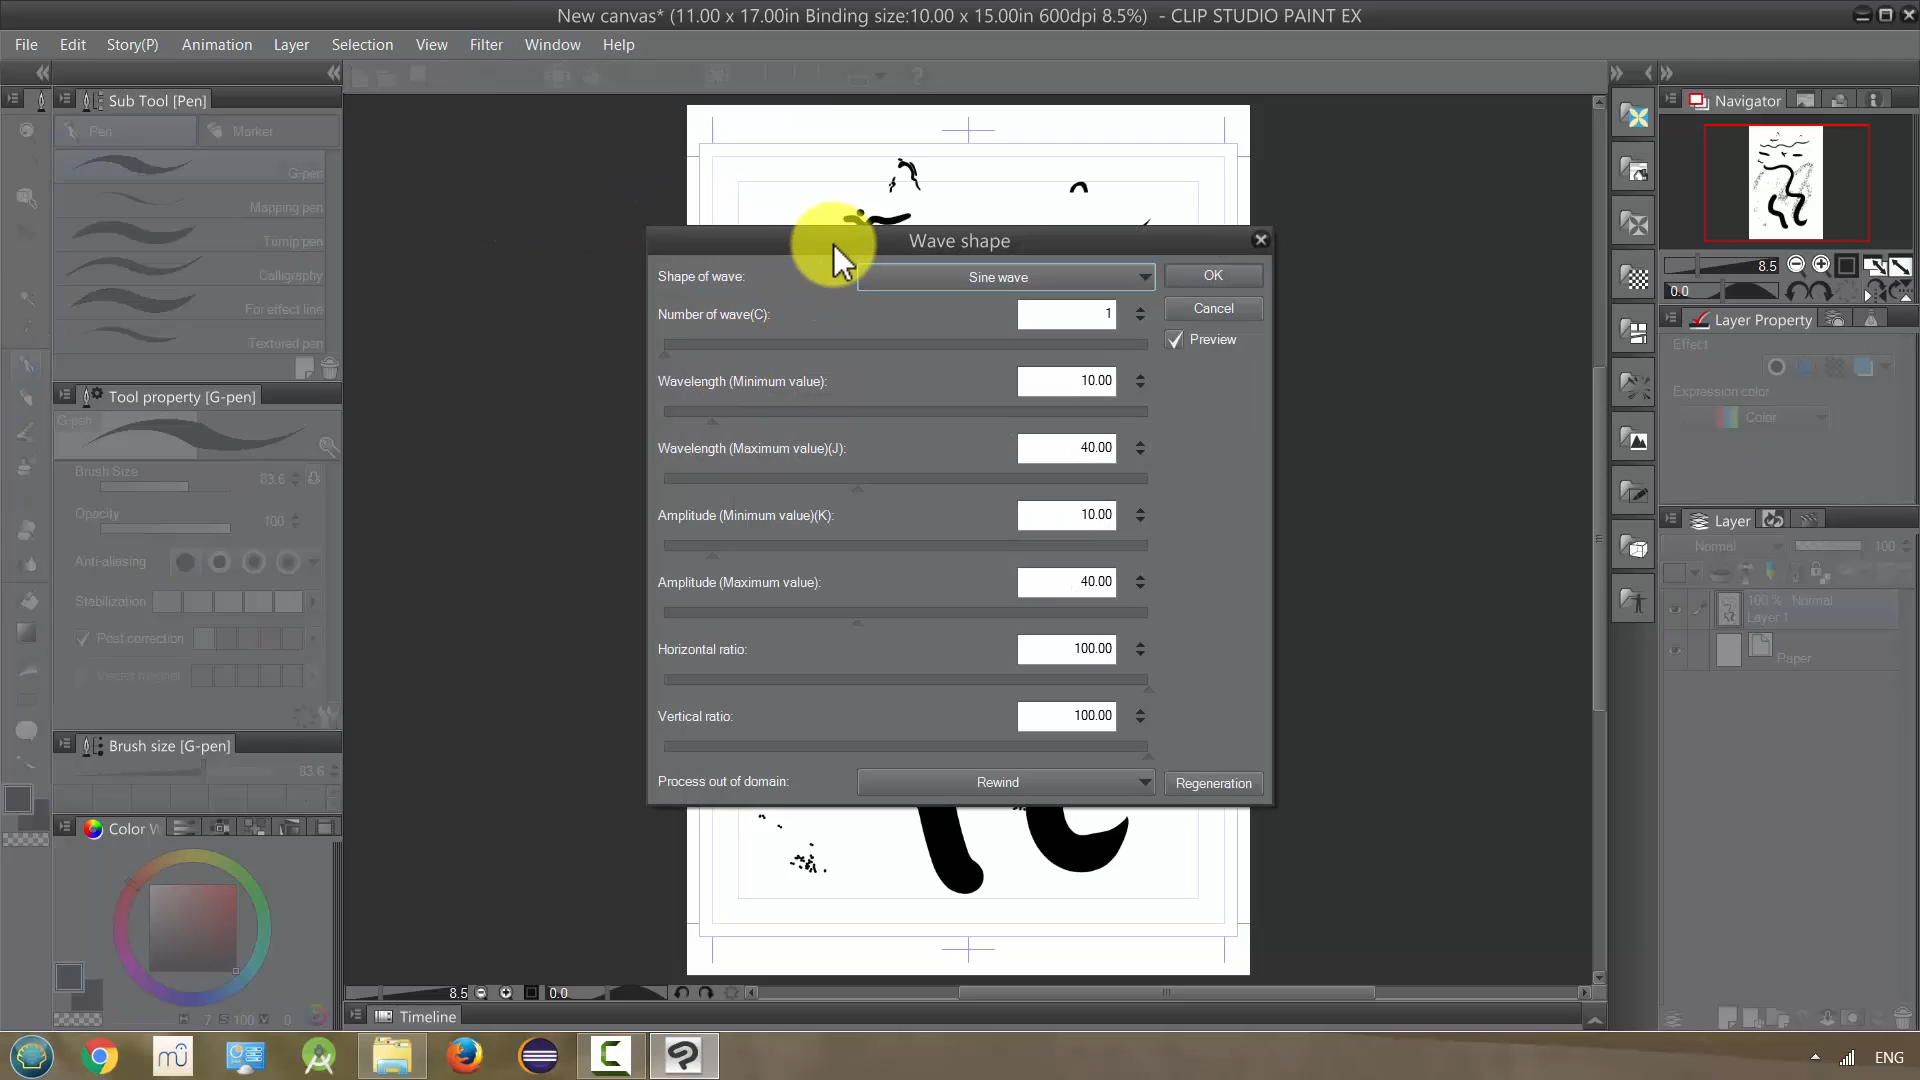 New canvas* (11.00 x 17.00in Binding size:10.00 x 15.00in 600dpi 8.5%) - CLIP STUDIO PAINT EX
File Edit Story(P) Animation Layer Selection View Filter Window Help
Sub Tool [Pen]
Pen Marker
G-pen
Mapping pen
Turnip pen
Calligraphy
For effect line
Textured pen
Tool property [G-pen]
G-pen
Brush Size 83.6
Opacity 100
Anti-aliasing
Stabilization
Post correction
Vector magnet
Brush size [G-pen]
83.6
Color W
7 S 100 V 0
Wave shape
Shape of wave: Sine wave OK
Number of wave(C): 1 Cancel
Preview
Wavelength (Minimum value): 10.00
Wavelength (Maximum value)(J): 40.00
Amplitude (Minimum value)(K): 10.00
Amplitude (Maximum value): 40.00
Horizontal ratio: 100.00
Vertical ratio: 100.00
Process out of domain: Rewind Regeneration
8.5 0.0
Timeline
Navigator
8.5
0.0
Layer Property
Effect
Expression color
Color
Layer
Normal 100
100 % Normal
Layer 1
Paper
ENG